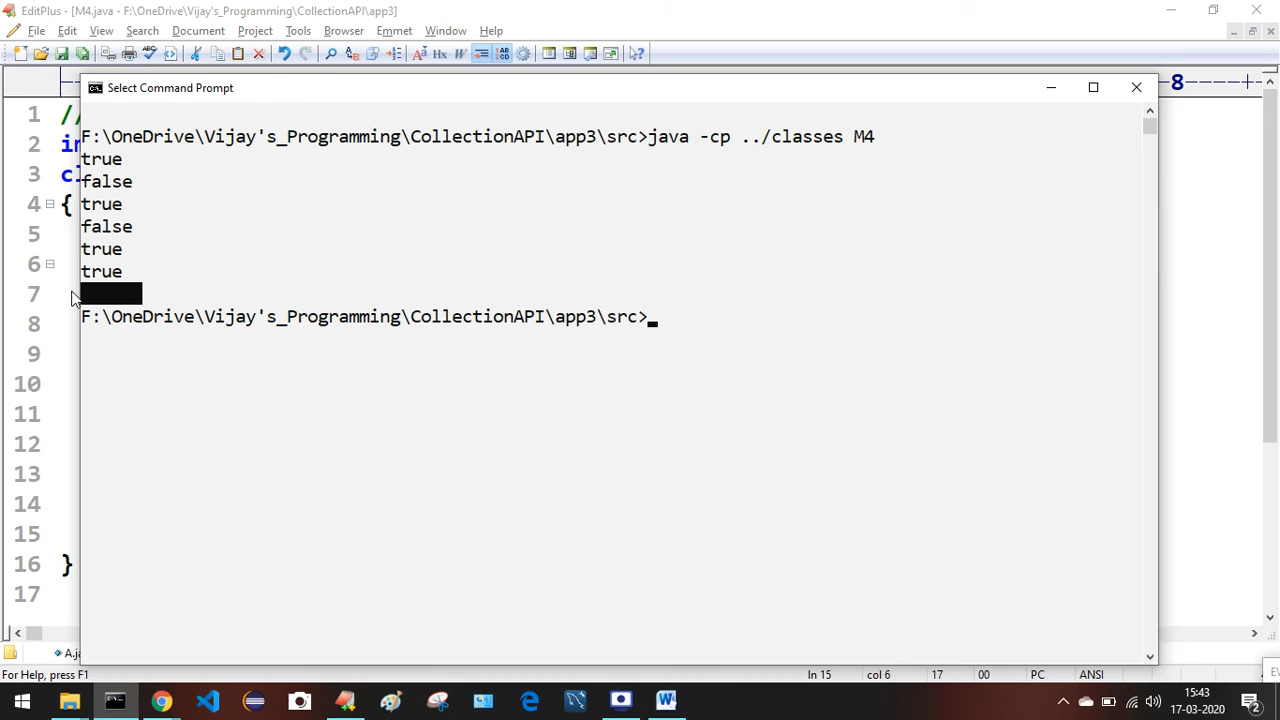 EditPlus - [M4.java - F:\OneDrive\Vijay's_Programming\CollectionAPI\app3]
File Edit View Search Document Project Tools Browser Emmet Window Help
Select Command Prompt
8
F:\OneDrive\Vijay's_Programming\CollectionAPI\app3\src>java -cp ../classes M4
true
false
true
false
true
true
F:\OneDrive\Vijay's_Programming\CollectionAPI\app3\src>
1 //
2
3
4 {
5
6
7
8
9
10
11
12
13
14
15
16 }
17
For Help, press F1 ln 15 col 6 17 00 PC ANSI
15:43
17-03-2020
2